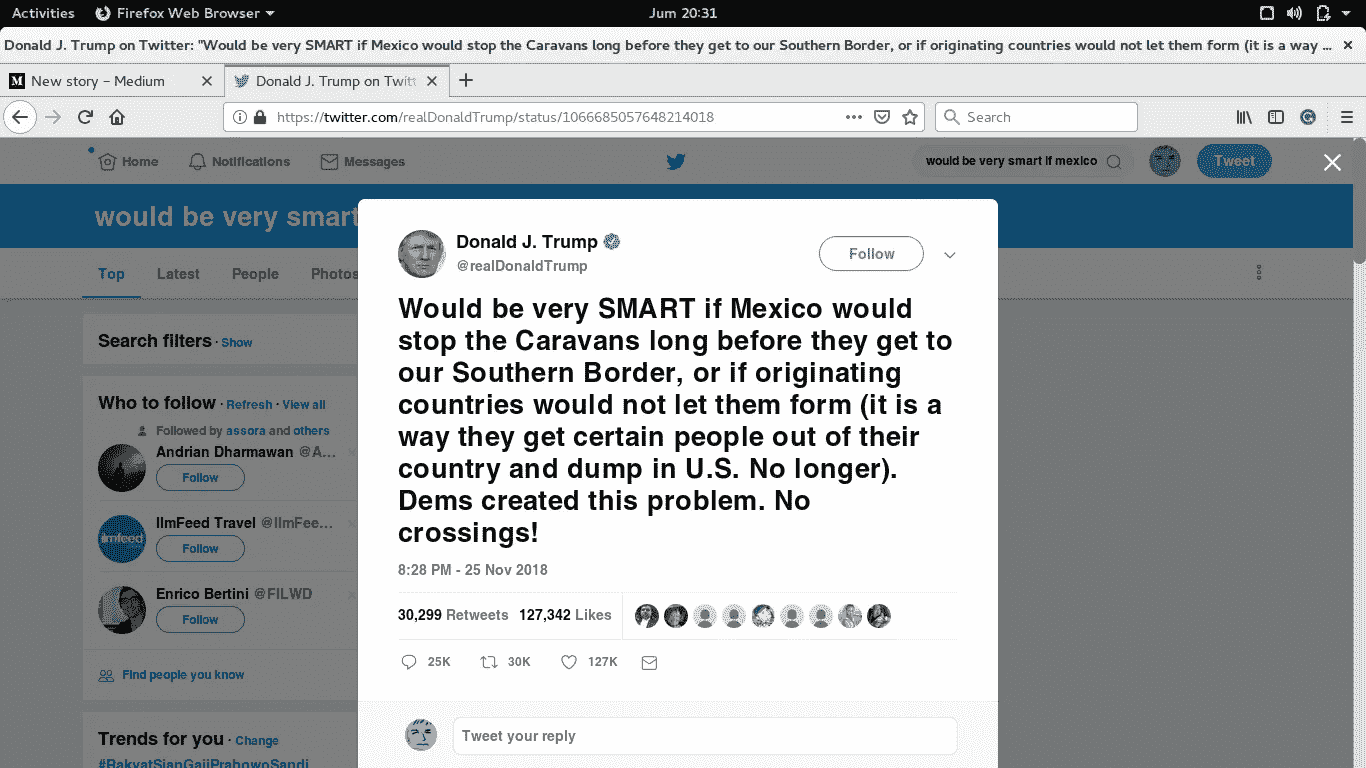 Activities Firefox Web Browser Jum 20:31
Donald J. Trump on Twitter: "Would be very SMART if Mexico would stop the Caravans long before they get to our Southern Border, or if originating countries would not let them form (it is a way ...
M New story – Medium Donald J. Trump on Twitt
https://twitter.com/realDonaldTrump/status/1066685057648214018 Search
Home Notifications Messages would be very smart if mexico Tweet
would be very smart
Top Latest People Photos
Search filters · Show
Who to follow · Refresh · View all
Followed by assora and others
Andrian Dharmawan @A...
Follow
ilmfeed
IlmFeed Travel @IlmFee...
Follow
Enrico Bertini @FILWD
Follow
Find people you know
Trends for you · Change
#RakyatSianGajiPrahowoSandi
Donald J. Trump
@realDonaldTrump
Follow
Would be very SMART if Mexico would
stop the Caravans long before they get to
our Southern Border, or if originating
countries would not let them form (it is a
way they get certain people out of their
country and dump in U.S. No longer).
Dems created this problem. No
crossings!
8:28 PM - 25 Nov 2018
30,299 Retweets 127,342 Likes
25K 30K 127K
Tweet your reply